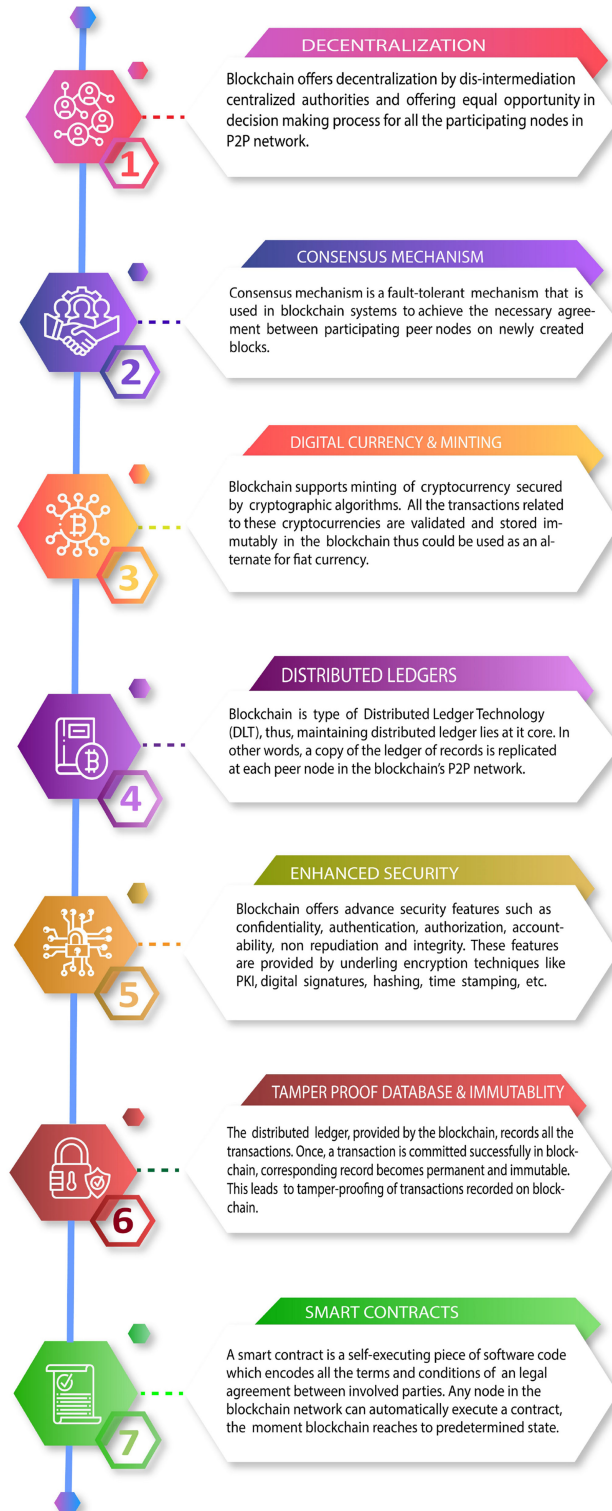 DECENTRALIZATION
Blockchain offers decentralization by dis-intermediation
centralized authorities and offering equal opportunity in
decision making process for all the participating nodes in
P2P network.
1
CONSENSUS MECHANISM
Consensus mechanism is a fault-tolerant mechanism that is
used in blockchain systems to achieve the necessary agree-
ment between participating peer nodes on newly created
blocks.
2
DIGITAL CURRENCY & MINTING
Blockchain supports minting of cryptocurrency secured
by cryptographic algorithms. All the transactions related
to these cryptocurrencies are validated and stored im-
mutably in the blockchain thus could be used as an al-
ternate for fiat currency.
3
DISTRIBUTED LEDGERS
Blockchain is type of Distributed Ledger Technology
(DLT), thus, maintaining distributed ledger lies at it core. In
other words, a copy of the ledger of records is replicated
at each peer node in the blockchain's P2P network.
4
ENHANCED SECURITY
Blockchain offers advance security features such as
confidentiality, authentication, authorization, account-
ability, non repudiation and integrity. These features
are provided by underling encryption techniques like
PKI, digital signatures, hashing, time stamping, etc.
5
TAMPER PROOF DATABASE & IMMUTABLITY
The distributed ledger, provided by the blockchain, records all the
transactions. Once, a transaction is committed successfully in block-
chain, corresponding record becomes permanent and immutable.
This leads to tamper-proofing of transactions recorded on block-
chain.
6
SMART CONTRACTS
A smart contract is a self-executing piece of software code
which encodes all the terms and conditions of an legal
agreement between involved parties. Any node in the
blockchain network can automatically execute a contract,
the moment blockchain reaches to predetermined state.
7